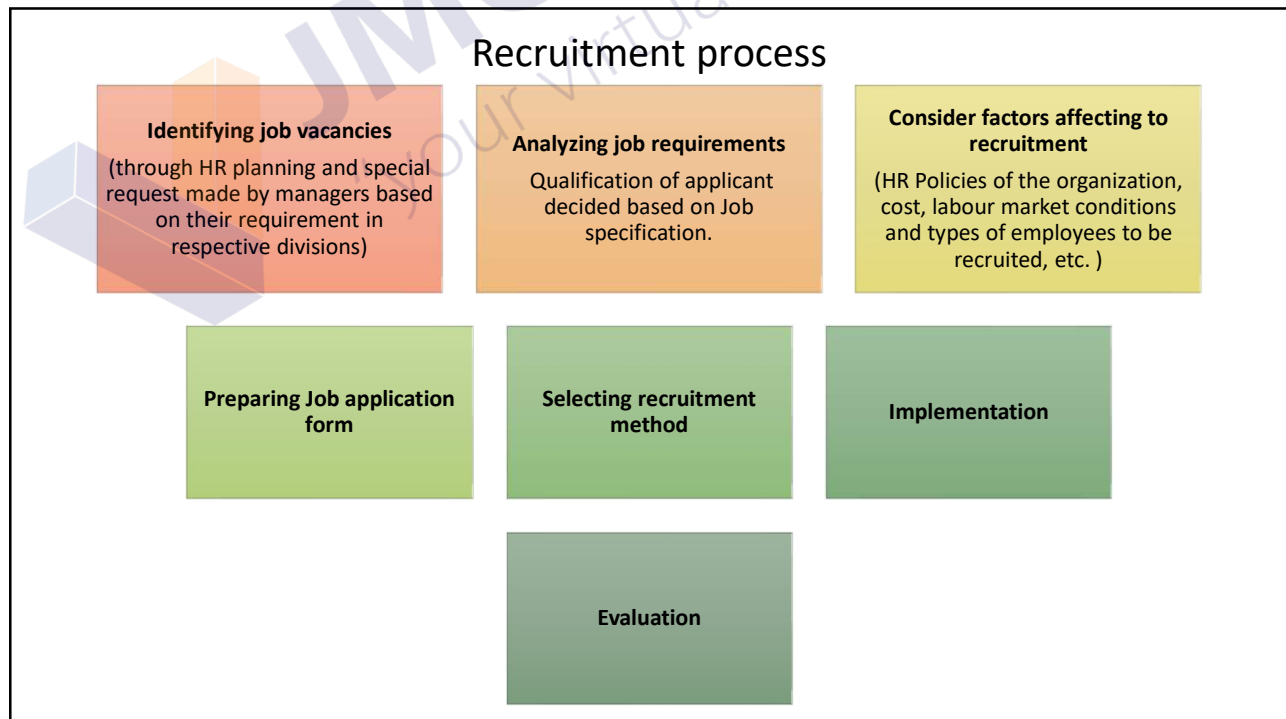 Recruitment process
Identifying job vacancies
(through HR planning and special
request made by managers based
on their requirement in
respective divisions)
Analyzing job requirements
Qualification of applicant
decided based on Job
specification.
Consider factors affecting to
recruitment
(HR Policies of the organization,
cost, labour market conditions
and types of employees to be
recruited, etc. )
Preparing Job application
form
Selecting recruitment
method
Implementation
Evaluation
"your virtua